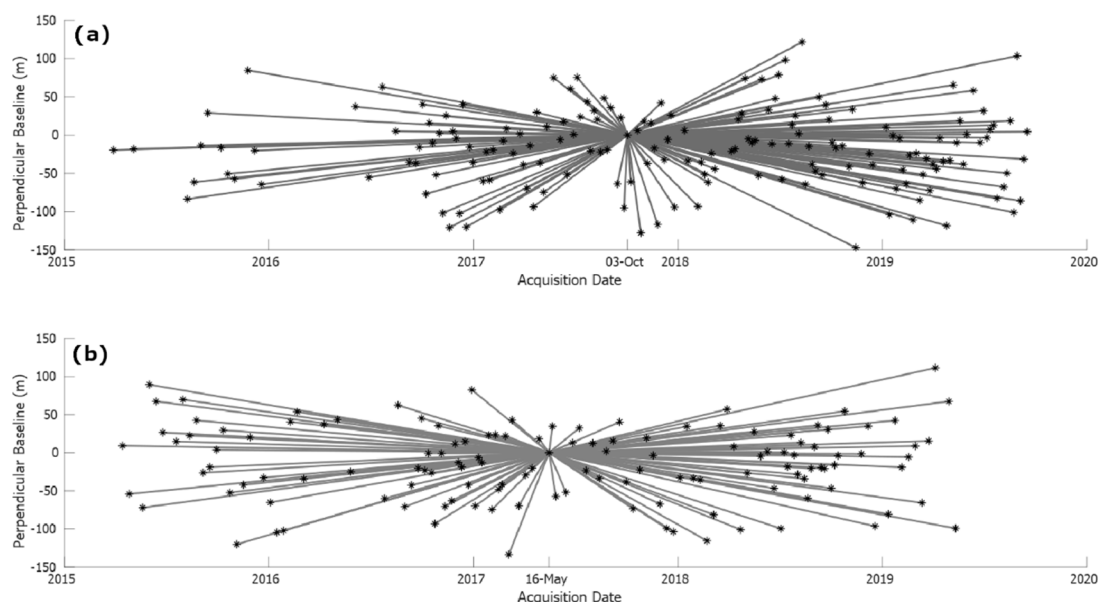 (a)
Perpendicular Baseline (m)
150
100
50
0
-50
-100
-150
2015 2016 2017 03-Oct 2018 2019 2020
Acquisition Date
(b)
Perpendicular Baseline (m)
150
100
50
0
-50
-100
-150
2015 2016 2017 16-May 2018 2019 2020
Acquisition Date